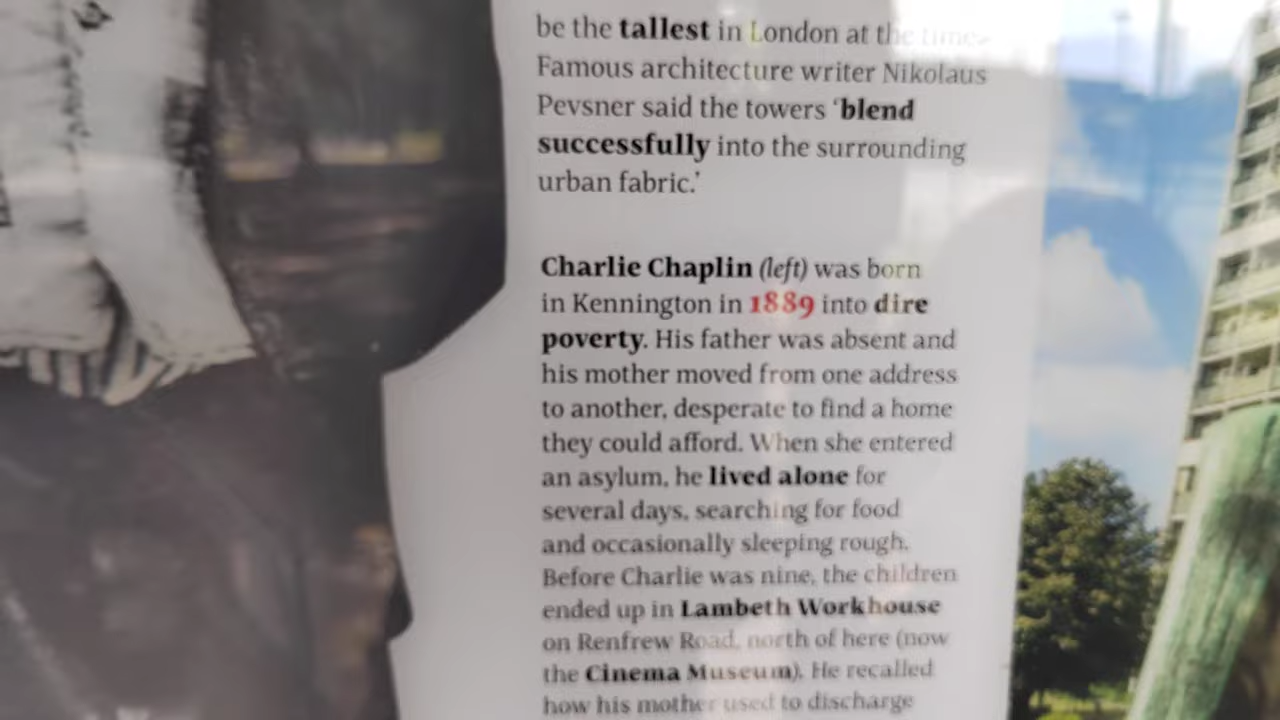 be the tallest in London at the time.
Famous architecture writer Nikolaus
Pevsner said the towers ‘blend
successfully into the surrounding
urban fabric.’
Charlie Chaplin (left) was born
in Kennington in 1889 into dire
poverty. His father was absent and
his mother moved from one address
to another, desperate to find a home
they could afford. When she entered
an asylum, he lived alone for
several days, searching for food
and occasionally sleeping rough.
Before Charlie was nine, the children
ended up in Lambeth Workhouse
on Renfrew Road, north of here (now
the Cinema Museum). He recalled
how his mother used to discharge